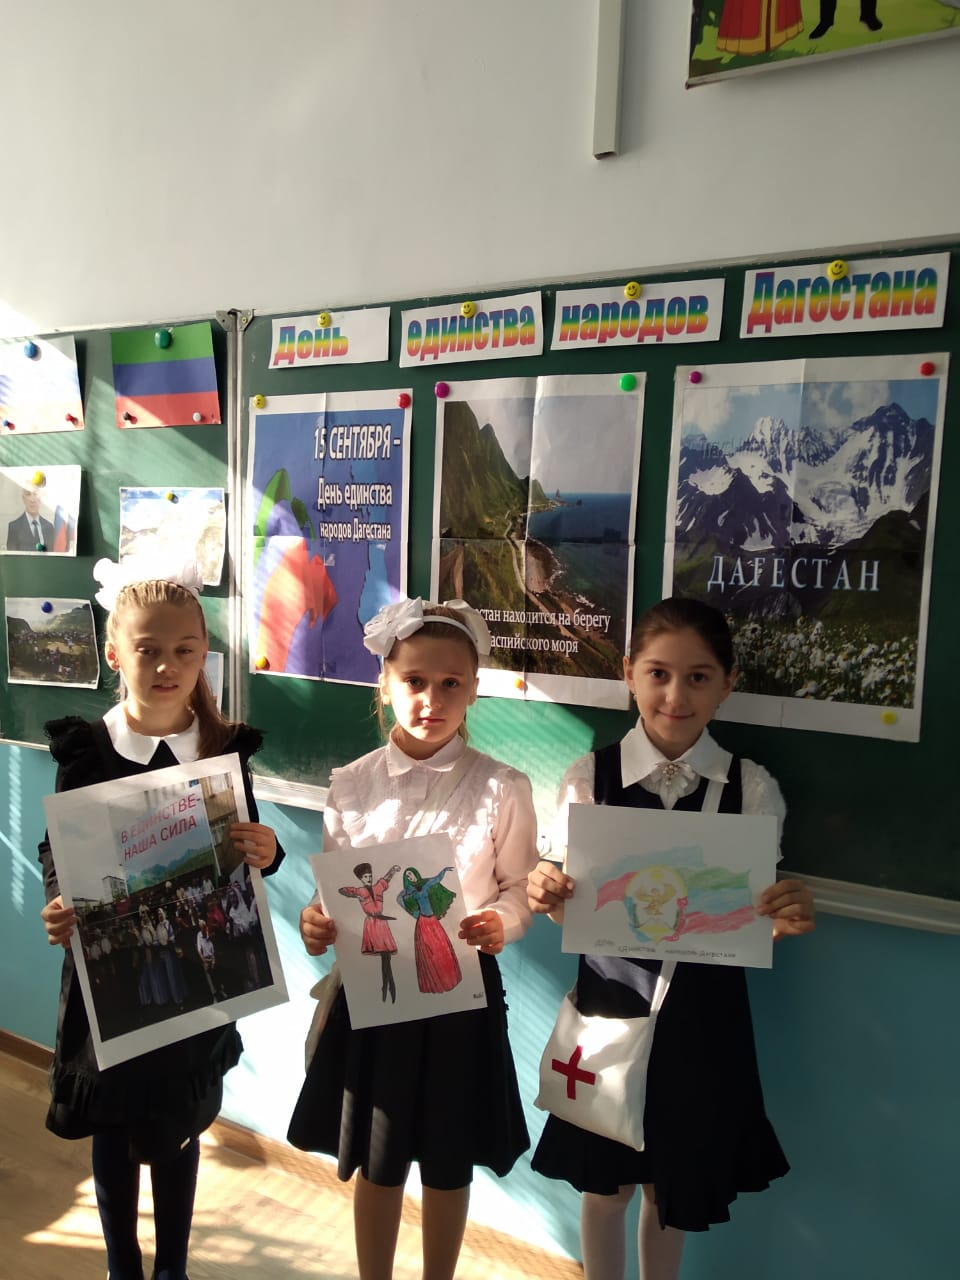 День единства народов Дагестана
15 СЕНТЯБРЯ –
День единства
народов Дагестана
стан находится на берегу
аспийского моря
ДАГЕСТАН
В ЕДИНСТВЕ-
НАША СИЛА
ДЕНЬ ЕДИНСТВА НАРОДОВ ДАГЕСТАНА